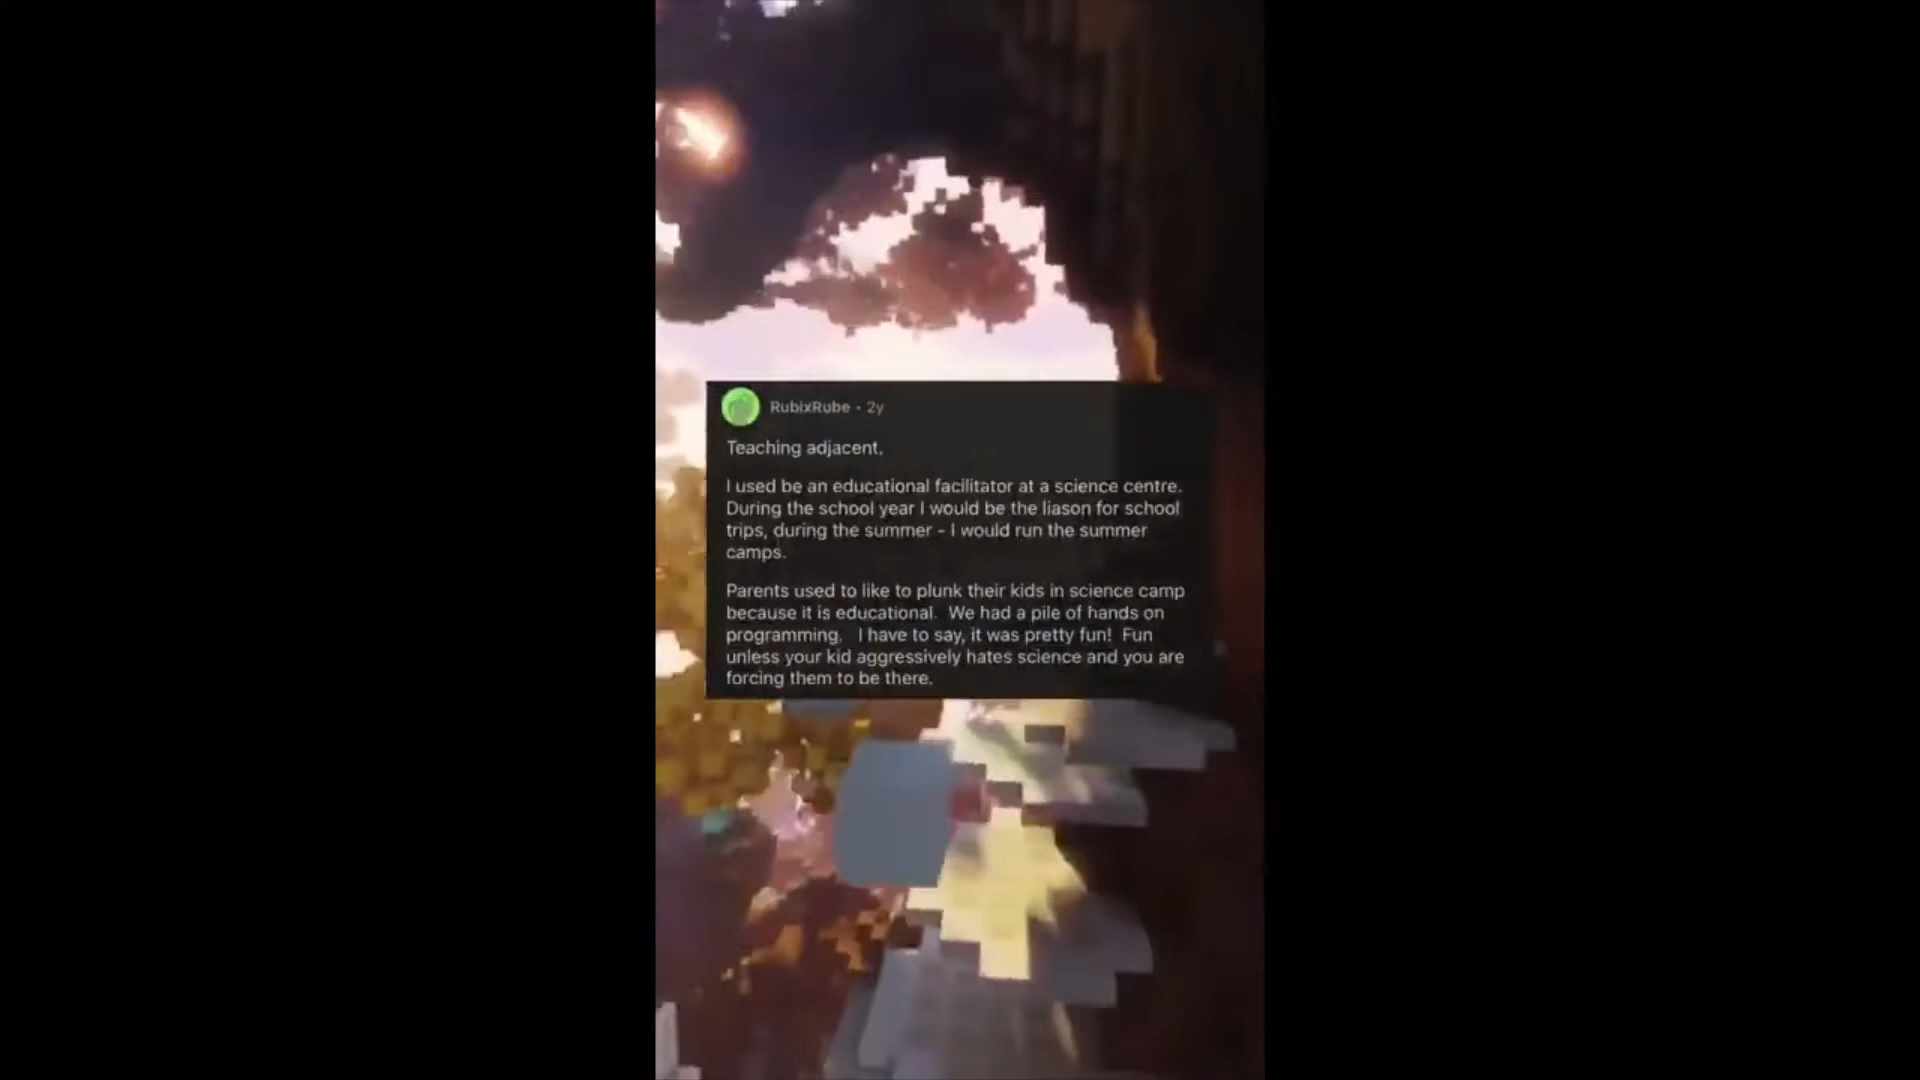 RubixRube · 2y
Teaching adjacent.
I used be an educational facilitator at a science centre.
During the school year I would be the liason for school
trips, during the summer - I would run the summer
camps.
Parents used to like to plunk their kids in science camp
because it is educational. We had a pile of hands on
programming. I have to say, it was pretty fun! Fun
unless your kid aggressively hates science and you are
forcing them to be there.